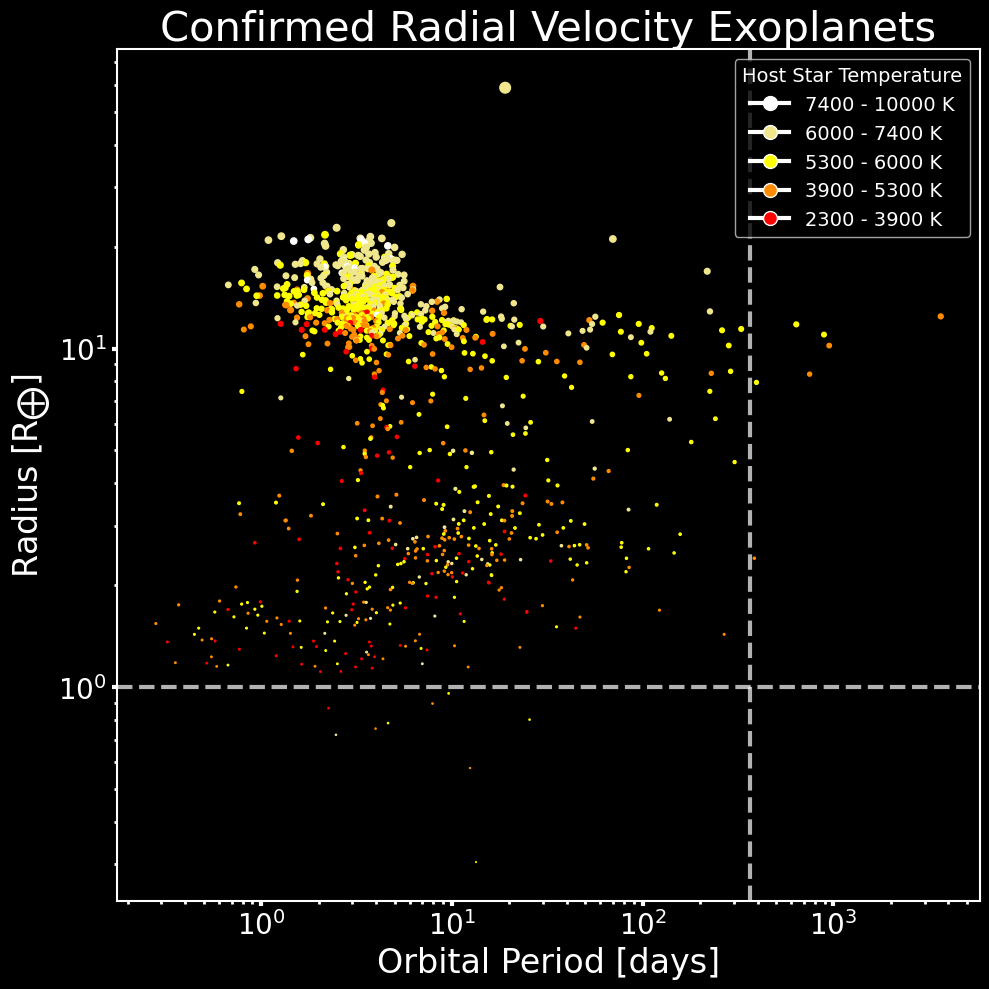 Confirmed Radial Velocity Exoplanets
Host Star Temperature
7400 - 10000 K
6000 - 7400 K
5300 - 6000 K
3900 - 5300 K
2300 - 3900 K
Radius [R⨁]
10¹
10⁰
10⁰ 10¹ 10² 10³
Orbital Period [days]